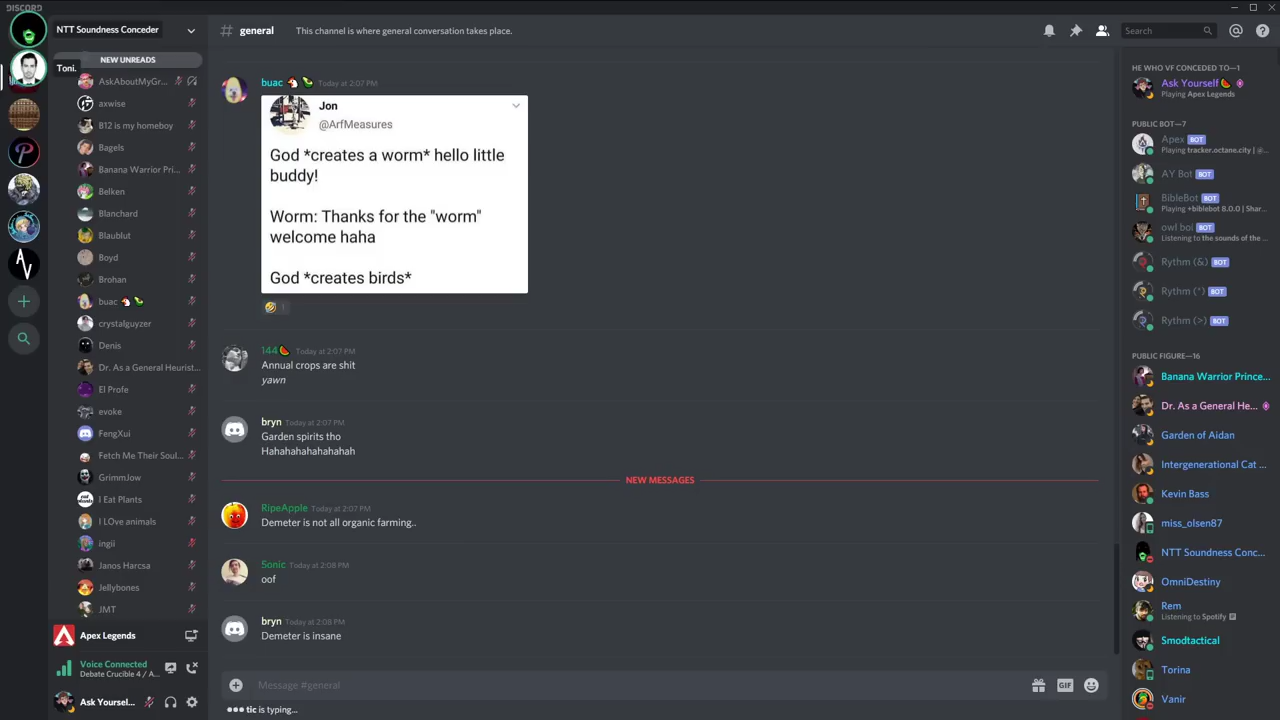 DISCORD
NTT Soundness Conceder
# general
This channel is where general conversation takes place.
Search
Toni.
NEW UNREADS
AskAboutMyGr...
axwise
B12 is my homeboy
Bagels
Banana Warrior Pri...
Belken
Blanchard
Blaublut
Boyd
Brohan
buac
crystalguyzer
Denis
Dr. As a General Heurist...
El Profe
evoke
FengXui
Fetch Me Their Soul...
GrimmJow
I Eat Plants
I LOve animals
ingii
Janos Harcsa
Jellybones
JMT
Apex Legends
Voice Connected
Debate Crucible 4 / A...
Ask Yoursel...
buac Today at 2:07 PM
Jon
@ArfMeasures
God *creates a worm* hello little
buddy!
Worm: Thanks for the "worm"
welcome haha
God *creates birds*
1
144 Today at 2:07 PM
Annual crops are shit
yawn
bryn Today at 2:07 PM
Garden spirits tho
Hahahahahahahah
NEW MESSAGES
RipeApple Today at 2:07 PM
Demeter is not all organic farming..
Sonic Today at 2:08 PM
oof
bryn Today at 2:08 PM
Demeter is insane
Message #general
GIF
tic is typing...
HE WHO VF CONCEDED TO—1
Ask Yourself
Playing Apex Legends
PUBLIC BOT—7
Apex BOT
Playing tracker.octane.city | @...
AY Bot BOT
BibleBot BOT
Playing +biblebot 8.0.0 | Shar...
owl boi BOT
Listening to the sounds of the ...
Rythm (&) BOT
Rythm (^) BOT
Rythm (>) BOT
PUBLIC FIGURE—16
Banana Warrior Prince...
Dr. As a General He...
Garden of Aidan
Intergenerational Cat ...
Kevin Bass
miss_olsen87
NTT Soundness Conc...
OmniDestiny
Rem
Listening to Spotify
Smodtactical
Torina
Vanir